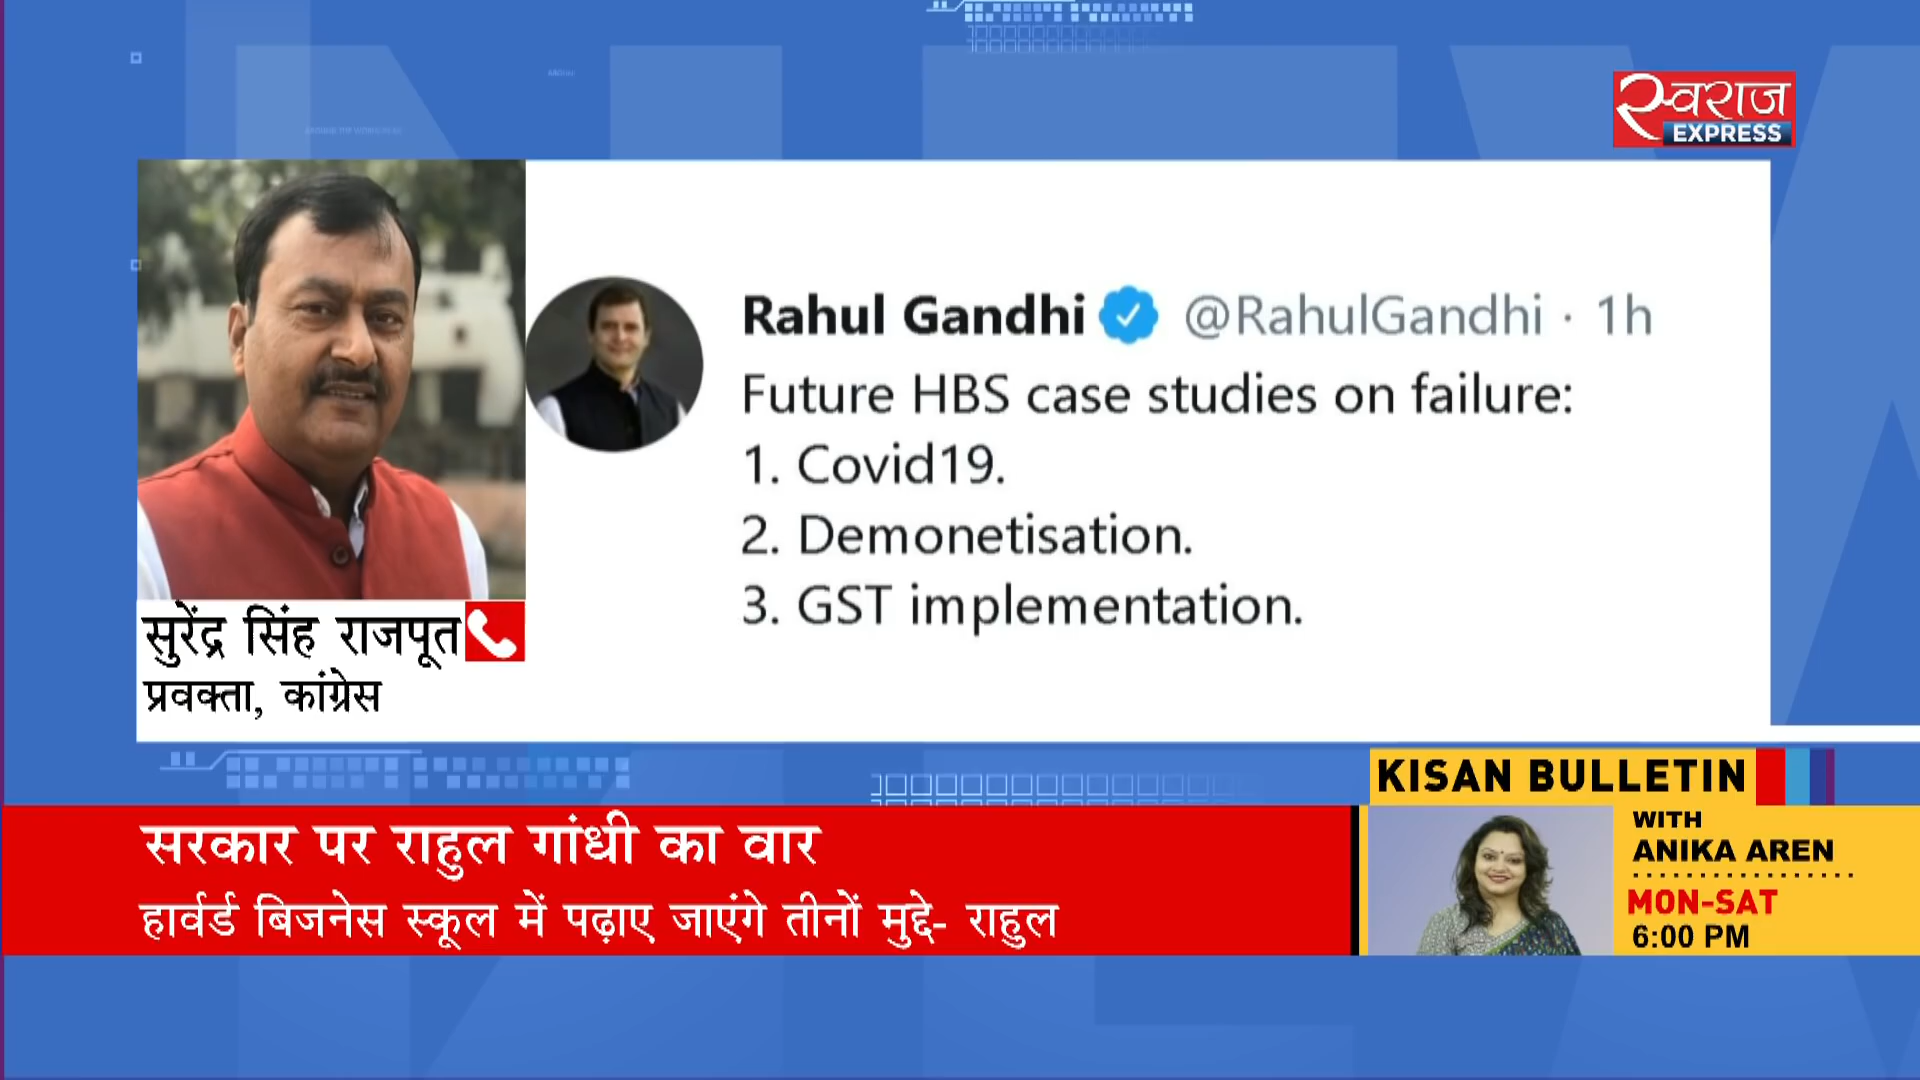 स्वराज
EXPRESS
Rahul Gandhi @RahulGandhi · 1h
Future HBS case studies on failure:
1. Covid19.
2. Demonetisation.
3. GST implementation.
सुरेंद्र सिंह राजपूत
प्रवक्ता, कांग्रेस
KISAN BULLETIN
WITH
ANIKA AREN
MON-SAT
6:00 PM
सरकार पर राहुल गांधी का वार
हार्वर्ड बिजनेस स्कूल में पढ़ाए जाएंगे तीनों मुद्दे- राहुल